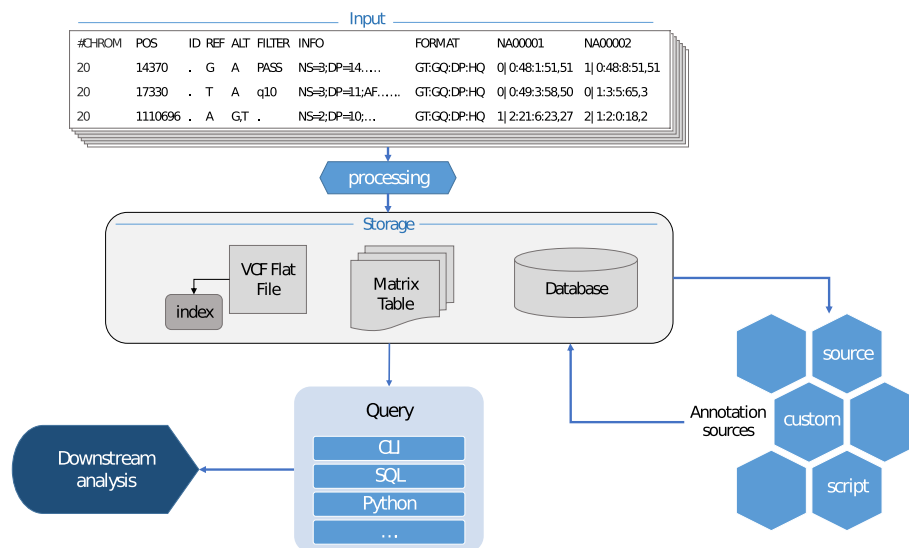 Input
#CHROM POS ID REF ALT FILTER INFO FORMAT NA00001 NA00002
20 14370 . G A PASS NS=3;DP=14…... GT:GQ:DP:HQ 0| 0:48:1:51,51 1| 0:48:8:51,51
20 17330 . T A q10 NS=3;DP=11;AF……. GT:GQ:DP:HQ 0| 0:49:3:58,50 0| 1:3:5:65,3
20 1110696 . A G,T . NS=2;DP=10;… GT:GQ:DP:HQ 1| 2:21:6:23,27 2| 1:2:0:18,2
processing
Storage
VCF Flat
File
index
Matrix
Table
Database
source
custom
script
Annotation
sources
Query
CLI
SQL
Python
...
Downstream
analysis